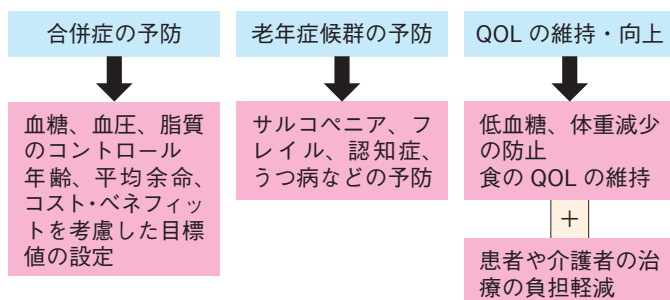 合併症の予防
血糖、血圧、脂質
のコントロール
年齢、平均余命、
コスト・ベネフィッ
トを考慮した目標
値の設定
老年症候群の予防
サルコペニア、フ
レイル、認知症、
うつ病などの予防
QOL の維持・向上
低血糖、体重減少
の防止
食の QOL の維持
+
患者や介護者の治
療の負担軽減